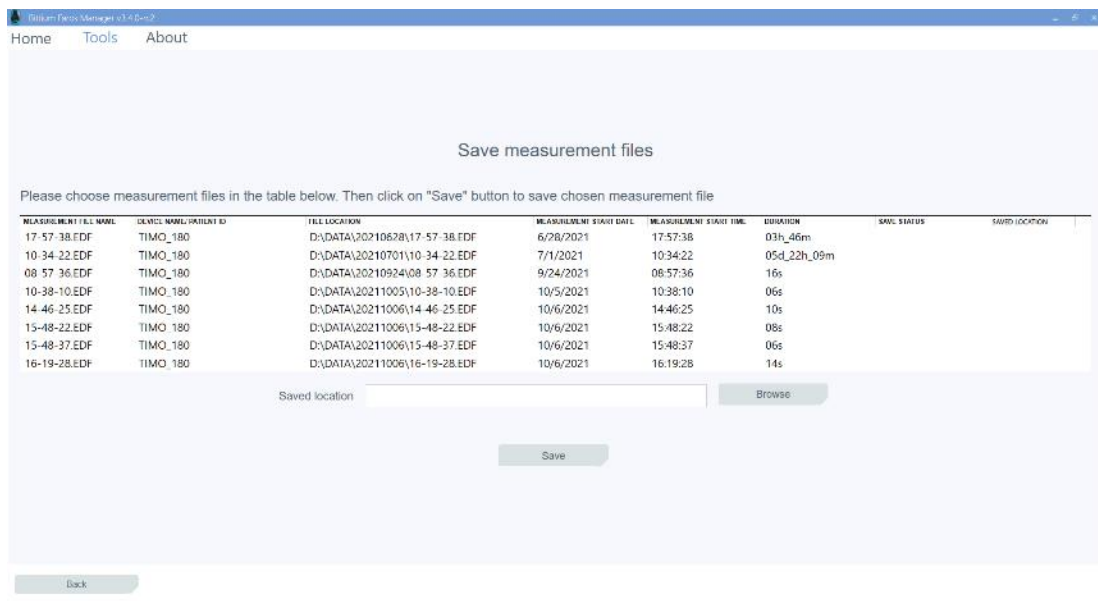 Bittium Faros Manager v3.4.0-rc2
Home Tools About
Save measurement files
Please choose measurement files in the table below. Then click on "Save" button to save chosen measurement file
MEASUREMENT FILE NAME DEVICE NAME/PATIENT ID FILE LOCATION MEASUREMENT START DATE MEASUREMENT START TIME DURATION SAVE STATUS SAVED LOCATION
17-57-38.EDF TIMO_180 D:\DATA\20210628\17-57-38.EDF 6/28/2021 17:57:38 03h_46m
10-34-22.EDF TIMO_180 D:\DATA\20210701\10-34-22.EDF 7/1/2021 10:34:22 05d_22h_09m
08-57-36.EDF TIMO_180 D:\DATA\20210924\08-57-36.EDF 9/24/2021 08:57:36 16s
10-38-10.EDF TIMO_180 D:\DATA\20211005\10-38-10.EDF 10/5/2021 10:38:10 06s
14-46-25.EDF TIMO_180 D:\DATA\20211006\14-46-25.EDF 10/6/2021 14:46:25 10s
15-48-22.EDF TIMO_180 D:\DATA\20211006\15-48-22.EDF 10/6/2021 15:48:22 08s
15-48-37.EDF TIMO_180 D:\DATA\20211006\15-48-37.EDF 10/6/2021 15:48:37 06s
16-19-28.EDF TIMO_180 D:\DATA\20211006\16-19-28.EDF 10/6/2021 16:19:28 14s
Saved location Browse
Save
Back